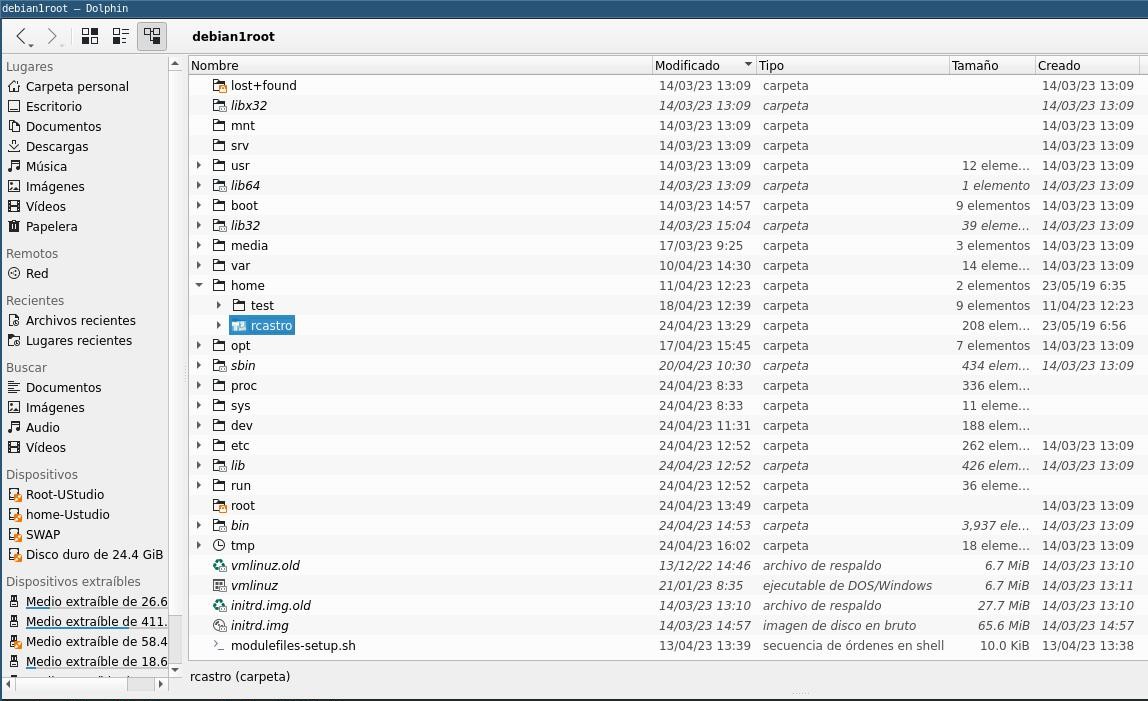 debian1root — Dolphin
debian1root
Lugares
Carpeta personal
Escritorio
Documentos
Descargas
Música
Imágenes
Vídeos
Papelera
Remotos
Red
Recientes
Archivos recientes
Lugares recientes
Buscar
Documentos
Imágenes
Audio
Vídeos
Dispositivos
Root-UStudio
home-Ustudio
SWAP
Disco duro de 24.4 GiB
Dispositivos extraíbles
Medio extraíble de 26.6
Medio extraíble de 411.
Medio extraíble de 58.4
Medio extraíble de 18.6
Nombre Modificado Tipo Tamaño Creado
lost+found 14/03/23 13:09 carpeta 14/03/23 13:09
libx32 14/03/23 13:09 carpeta 14/03/23 13:09
mnt 14/03/23 13:09 carpeta 14/03/23 13:09
srv 14/03/23 13:09 carpeta 14/03/23 13:09
usr 14/03/23 13:09 carpeta 12 eleme... 14/03/23 13:09
lib64 14/03/23 13:09 carpeta 1 elemento 14/03/23 13:09
boot 14/03/23 14:57 carpeta 9 elementos 14/03/23 13:09
lib32 14/03/23 15:04 carpeta 39 eleme... 14/03/23 13:09
media 17/03/23 9:25 carpeta 3 elementos 14/03/23 13:09
var 10/04/23 14:30 carpeta 14 eleme... 14/03/23 13:09
home 11/04/23 12:23 carpeta 2 elementos 23/05/19 6:35
test 18/04/23 12:39 carpeta 9 elementos 11/04/23 12:23
rcastro 24/04/23 13:29 carpeta 208 elem... 23/05/19 6:56
opt 17/04/23 15:45 carpeta 7 elementos 14/03/23 13:09
sbin 20/04/23 10:30 carpeta 434 elem... 14/03/23 13:09
proc 24/04/23 8:33 carpeta 336 elem...
sys 24/04/23 8:33 carpeta 11 eleme...
dev 24/04/23 11:31 carpeta 188 elem...
etc 24/04/23 12:52 carpeta 262 elem... 14/03/23 13:09
lib 24/04/23 12:52 carpeta 426 elem... 14/03/23 13:09
run 24/04/23 12:52 carpeta 36 eleme...
root 24/04/23 13:49 carpeta 14/03/23 13:09
bin 24/04/23 14:53 carpeta 3,937 ele... 14/03/23 13:09
tmp 24/04/23 16:02 carpeta 18 eleme... 14/03/23 13:09
vmlinuz.old 13/12/22 14:46 archivo de respaldo 6.7 MiB 14/03/23 13:10
vmlinuz 21/01/23 8:35 ejecutable de DOS/Windows 6.7 MiB 14/03/23 13:11
initrd.img.old 14/03/23 13:10 archivo de respaldo 27.7 MiB 14/03/23 13:10
initrd.img 14/03/23 14:57 imagen de disco en bruto 65.6 MiB 14/03/23 14:57
modulefiles-setup.sh 13/04/23 13:39 secuencia de órdenes en shell 10.0 KiB 13/04/23 13:38
rcastro (carpeta)